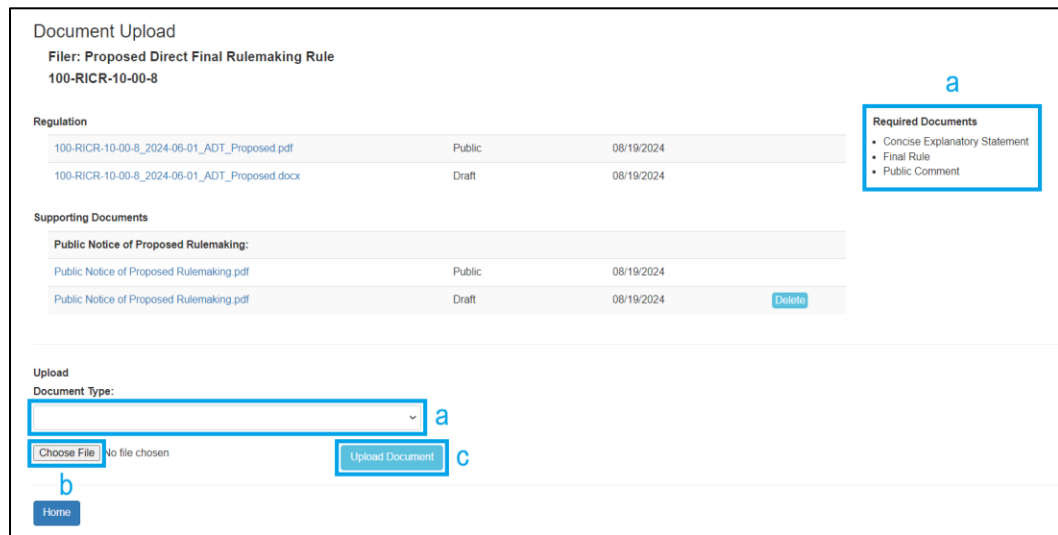 Document Upload
Filer: Proposed Direct Final Rulemaking Rule
100-RICR-10-00-8
a
Regulation
100-RICR-10-00-8_2024-06-01_ADT_Proposed.pdf Public 08/19/2024
100-RICR-10-00-8_2024-06-01_ADT_Proposed.docx Draft 08/19/2024
Required Documents
• Concise Explanatory Statement
• Final Rule
• Public Comment
Supporting Documents
Public Notice of Proposed Rulemaking:
Public Notice of Proposed Rulemaking.pdf Public 08/19/2024
Public Notice of Proposed Rulemaking.pdf Draft 08/19/2024 Delete
Upload
Document Type:
a
Choose File No file chosen Upload Document c
b
Home